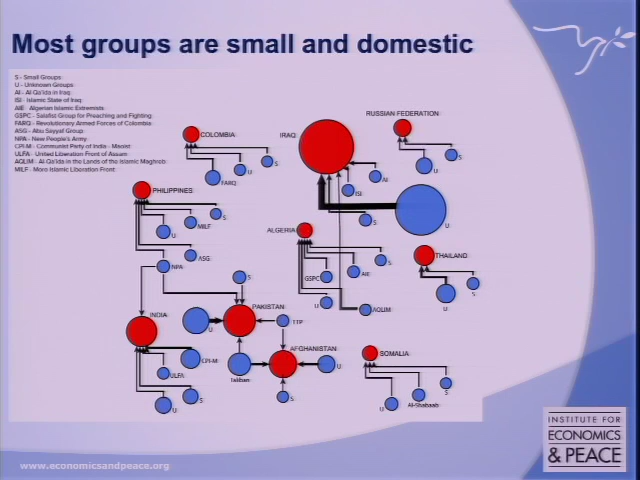 Most groups are small and domestic
S - Small Groups
U - Unknown Groups
AI - Al-Qa'ida in Iraq
ISI - Islamic State of Iraq
AIE - Algerian Islamic Extremists
GSPC - Salafist Group for Preaching and Fighting
FARQ - Revolutionary Armed Forces of Colombia
ASG - Abu Sayyaf Group
NPA - New People's Army
CPI-M - Communist Party of India - Maoist
ULFA - United Liberation Front of Assam
AQLIM - Al-Qa'ida in the Lands of the Islamic Maghreb
MILF - Moro Islamic Liberation Front
RUSSIAN FEDERATION
COLOMBIA
IRAQ
S
S
U
U
FARQ
AI
ISI
PHILIPPINES
S
MILF
U
S
U
ALGERIA
ASG
NPA
S
AIE
GSPC
THAILAND
S
S
U
U
AQLIM
PAKISTAN
INDIA
U
TTP
AFGHANISTAN
CPI-M
ULFA
Taliban
U
SOMALIA
S
U
S
S
U
Al-Shabaab
INSTITUTE FOR
ECONOMICS
& PEACE
www.economicsandpeace.org